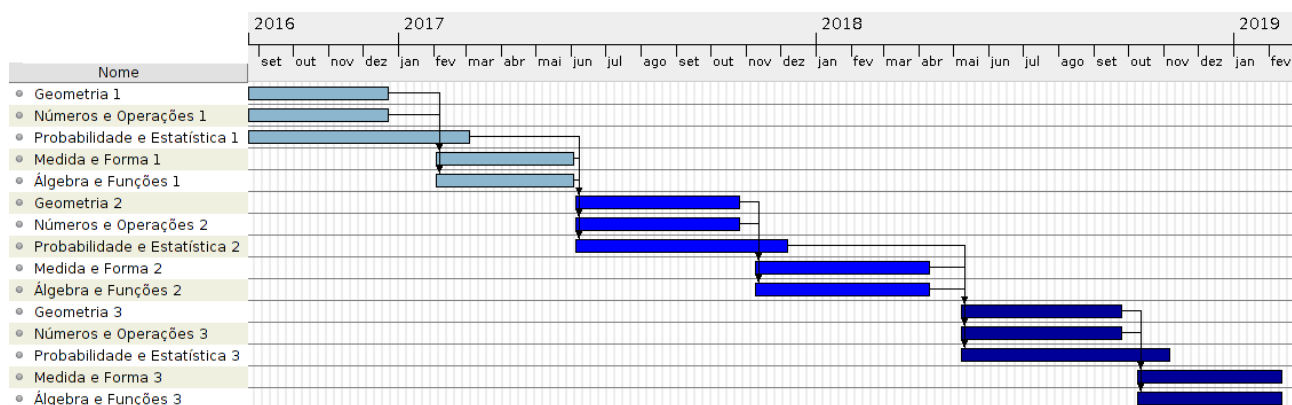 2016 2017 2018 2019
set out nov dez jan fev mar abr mai jun jul ago set out nov dez jan fev mar abr mai jun jul ago set out nov dez jan fev
Nome
Geometria 1
Números e Operações 1
Probabilidade e Estatística 1
Medida e Forma 1
Álgebra e Funções 1
Geometria 2
Números e Operações 2
Probabilidade e Estatística 2
Medida e Forma 2
Álgebra e Funções 2
Geometria 3
Números e Operações 3
Probabilidade e Estatística 3
Medida e Forma 3
Álgebra e Funções 3